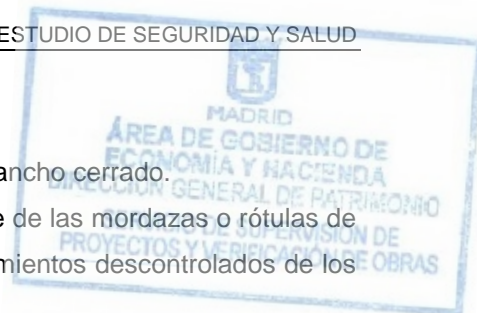 ESTUDIO DE SEGURIDAD Y SALUD
MADRID
ÁREA DE GOBIERNO DE
ECONOMÍA Y HACIENDA
DIRECCIÓN GENERAL DE PATRIMONIO
SERVICIO DE SUPERVISIÓN DE
PROYECTOS Y VERIFICACIÓN DE OBRAS
ancho cerrado.
e de las mordazas o rótulas de
mientos descontrolados de los